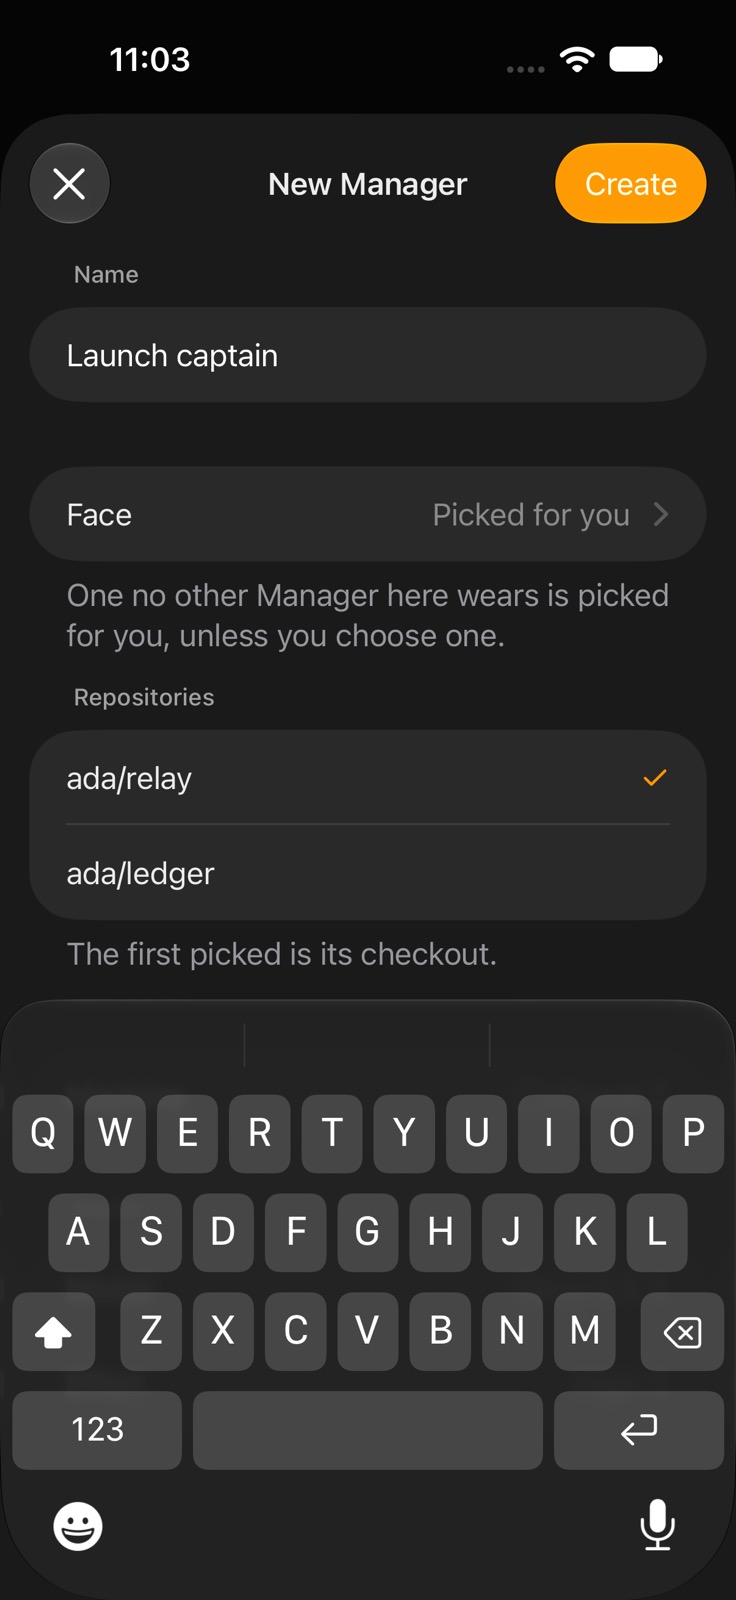 11:03
New Manager
Create
Name
Launch captain
Face
Picked for you
One no other Manager here wears is picked
for you, unless you choose one.
Repositories
ada/relay
ada/ledger
The first picked is its checkout.
Q W E R T Y U I O P
A S D F G H J K L
Z X C V B N M
123